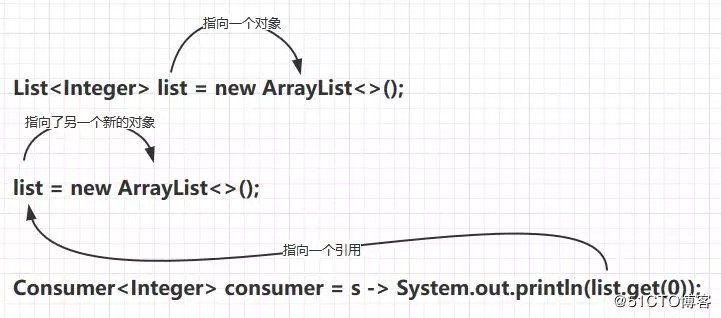 指向一个对象
List<Integer> list = new ArrayList<>();
指向了另一个新的对象
list = new ArrayList<>();
指向一个引用
Consumer<Integer> consumer = s -> System.out.println(list.get(0));
@51CTO博客